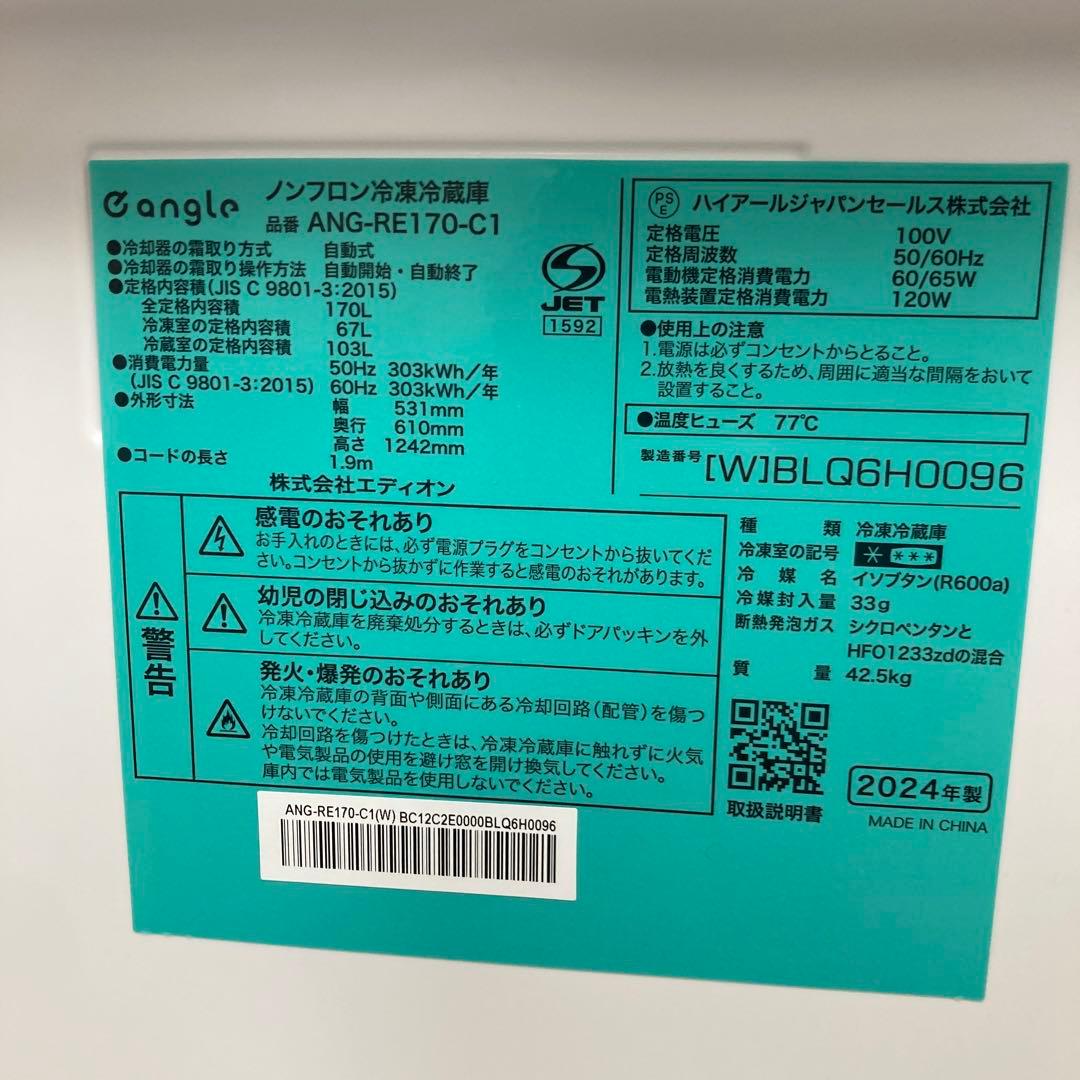 angle
ノンフロン冷凍冷蔵庫
品番 ANG-RE170-C1
●冷却器の霜取り方式 自動式
●冷却器の霜取り操作方法 自動開始・自動終了
●定格内容積(JIS C 9801-3:2015)
全定格内容積 170L
冷凍室の定格内容積 67L
冷蔵室の定格内容積 103L
●消費電力量 50Hz 303kWh/年
(JIS C 9801-3:2015) 60Hz 303kWh/年
●外形寸法 幅 531mm
奥行 610mm
高さ 1242mm
●コードの長さ 1.9m
株式会社エディオン
JET
1592
PSE ハイアールジャパンセールス株式会社
定格電圧 100V
定格周波数 50/60Hz
電動機定格消費電力 60/65W
電熱装置定格消費電力 120W
●使用上の注意
1.電源は必ずコンセントからとること。
2.放熱を良くするため、周囲に適当な間隔をおいて
設置すること。
●温度ヒューズ 77℃
製造番号 [W]BLQ6H0096
警告
感電のおそれあり
お手入れのときには、必ず電源プラグをコンセントから抜いてくだ
さい。コンセントから抜かずに作業すると感電のおそれがあります。
幼児の閉じ込めのおそれあり
冷凍冷蔵庫を廃棄処分するときは、必ずドアパッキンを外
してください。
発火・爆発のおそれあり
冷凍冷蔵庫の背面や側面にある冷却回路(配管)を傷つ
けないでください。
冷却回路を傷つけたときは、冷凍冷蔵庫に触れずに火気
や電気製品の使用を避け窓を開け換気してください。
庫内では電気製品を使用しないでください。
種類 冷凍冷蔵庫
冷凍室の記号 * ***
冷媒名 イソブタン(R600a)
冷媒封入量 33g
断熱発泡ガス シクロペンタンと
HFO1233zdの混合
質量 42.5kg
取扱説明書
2024年製
MADE IN CHINA
ANG-RE170-C1(W) BC12C2E0000BLQ6H0096